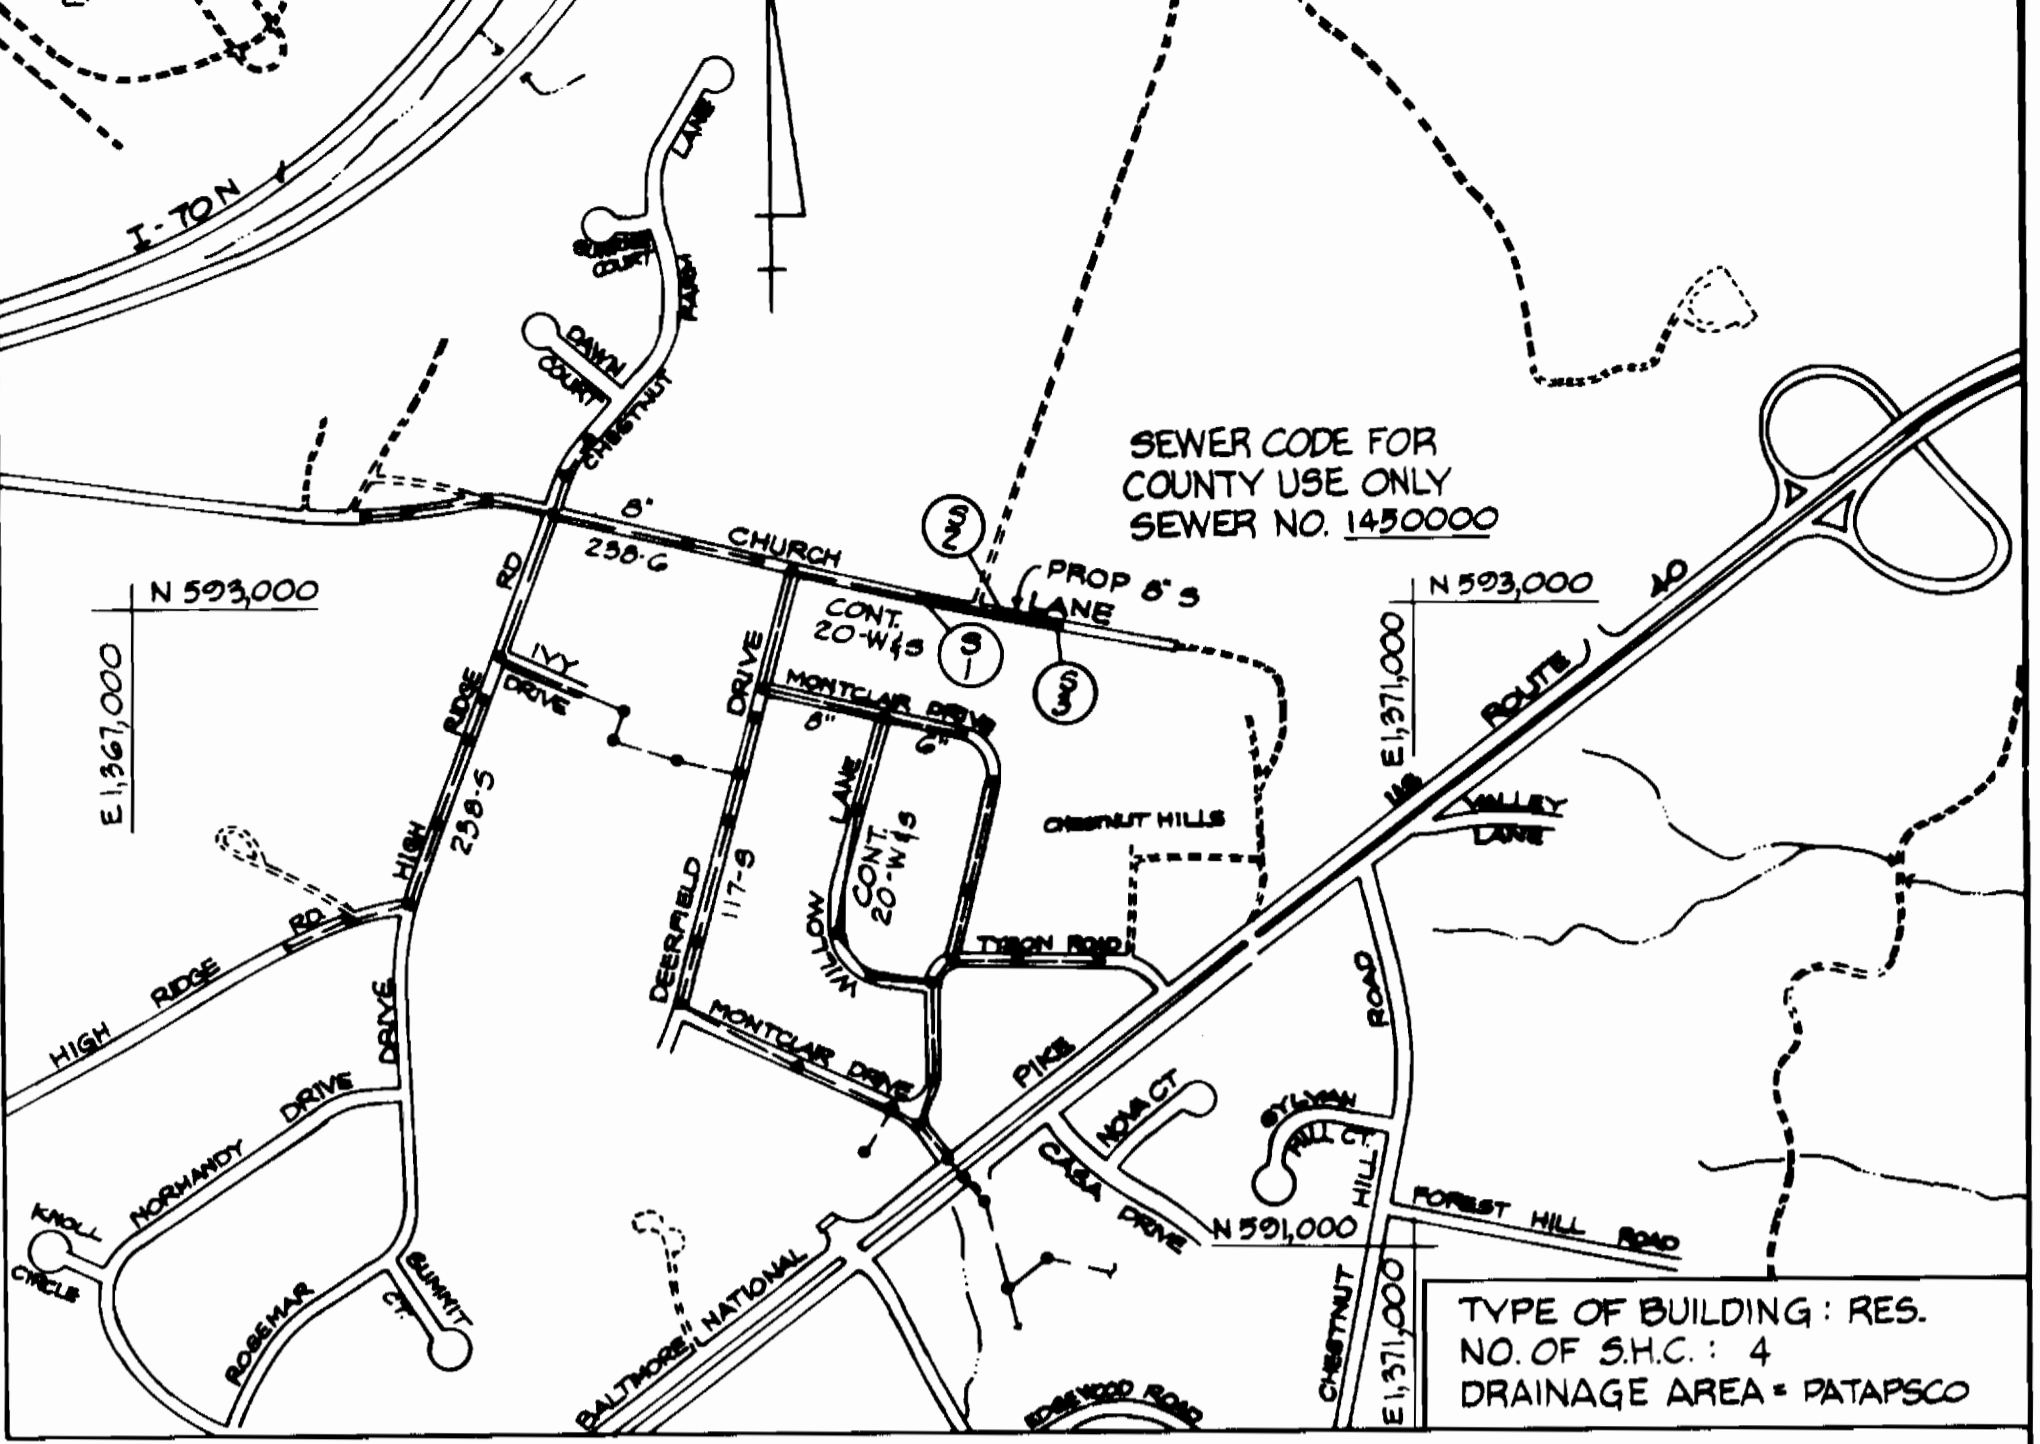 LANE
I-70N
SUNRISE
COURT
FARM
DAWN
COURT
CHESTNUT
SEWER CODE FOR
COUNTY USE ONLY
SEWER NO. 1450000
8"
238-G
CHURCH
LANE
S
2
PROP 8" S
CONT.
20-W&S
S
1
S
3
RD
N 593,000
E 1,367,000
N 593,000
E 1,371,000
US ROUTE 40
IVY
DRIVE
DRIVE
MONTCLAIR DRIVE
8"
6"
RIDGE
HIGH
238-S
LANE
CONT.
20-W&S
CHESTNUT HILLS
VALLEY
LANE
DEERFIELD
117-S
WILLOW
TYSON ROAD
HIGH RIDGE RD.
DRIVE
MONTCLAIR DRIVE
ROAD
PIKE
NOVA CT
CASA DRIVE
SYLVAN
HILL CT.
HILL
NORMANDY DRIVE
KNOLL
CIRCLE
ROSEMAR
SUMMIT
CT.
FOREST HILL ROAD
N 591,000
E 1,371,000
CHESTNUT
BALTIMORE NATIONAL
EDGEWOOD ROAD
TYPE OF BUILDING: RES.
NO. OF S.H.C.: 4
DRAINAGE AREA = PATAPSCO